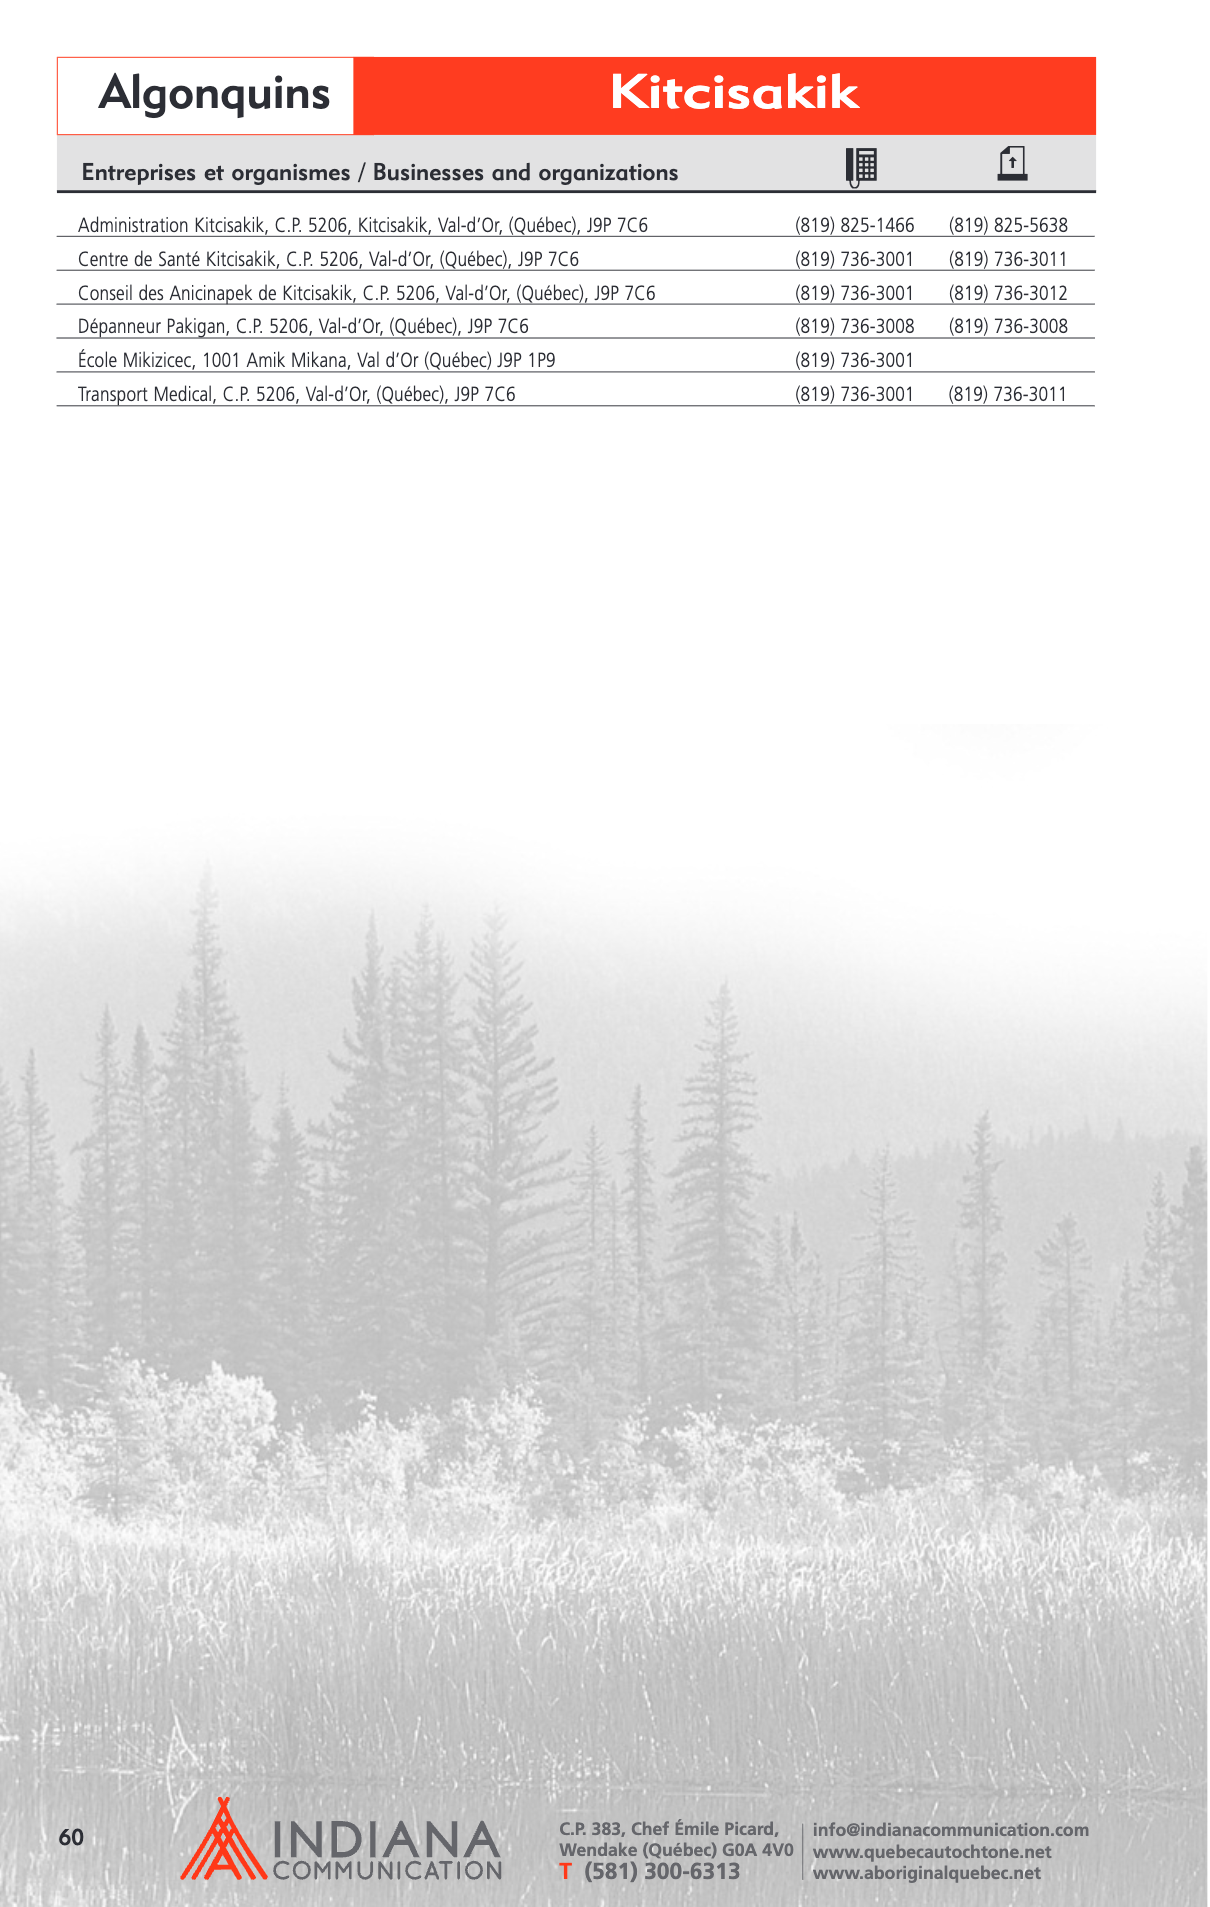 Algonquins Kitcisakik
Entreprises et organismes / Businesses and organizations
Administration Kitcisakik, C.P. 5206, Kitcisakik, Val-d’Or, (Québec), J9P 7C6 (819) 825-1466 (819) 825-5638
Centre de Santé Kitcisakik, C.P. 5206, Val-d’Or, (Québec), J9P 7C6 (819) 736-3001 (819) 736-3011
Conseil des Anicinapek de Kitcisakik, C.P. 5206, Val-d’Or, (Québec), J9P 7C6 (819) 736-3001 (819) 736-3012
Dépanneur Pakigan, C.P. 5206, Val-d’Or, (Québec), J9P 7C6 (819) 736-3008 (819) 736-3008
École Mikizicec, 1001 Amik Mikana, Val d’Or (Québec) J9P 1P9 (819) 736-3001
Transport Medical, C.P. 5206, Val-d’Or, (Québec), J9P 7C6 (819) 736-3001 (819) 736-3011
60
INDIANA
COMMUNICATION
C.P. 383, Chef Émile Picard,
Wendake (Québec) G0A 4V0
T (581) 300-6313
info@indianacommunication.com
www.quebecautochtone.net
www.aboriginalquebec.net